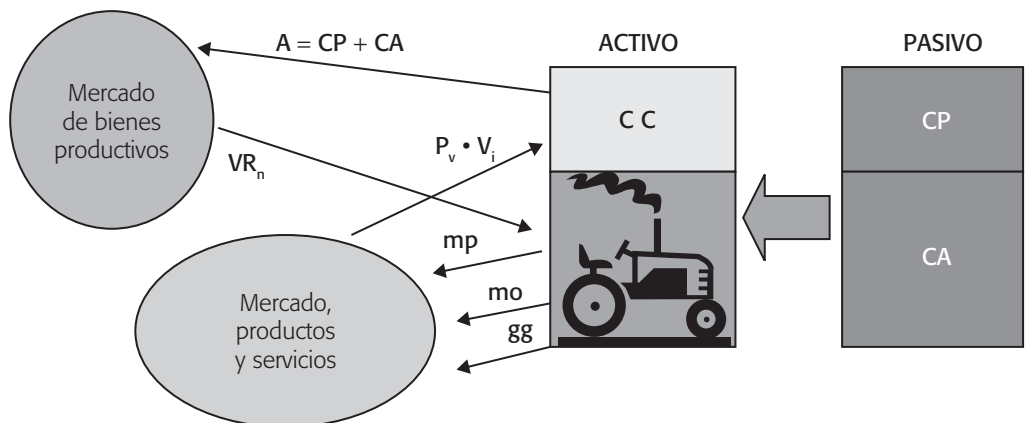 A = CP + CA
ACTIVO
PASIVO
Mercado
de bienes
productivos
C C
CP
Pv • Vi
VRn
mp
CA
mo
Mercado,
productos
y servicios
gg